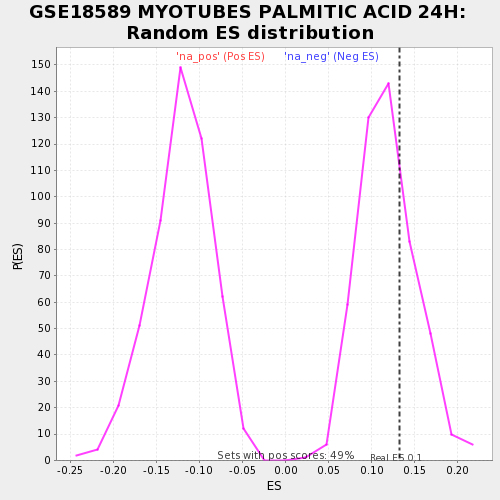 GSE18589 MYOTUBES PALMITIC ACID 24H:
Random ES distribution
'na_pos' (Pos ES) 'na_neg' (Neg ES)
150
140
130
120
110
100
90
80
70
60
50
40
30
20
10
0
P(ES)
Sets with pos scores: 49%
Real ES 0.1
-0.25 -0.20 -0.15 -0.10 -0.05 0.00 0.05 0.10 0.15 0.20
ES